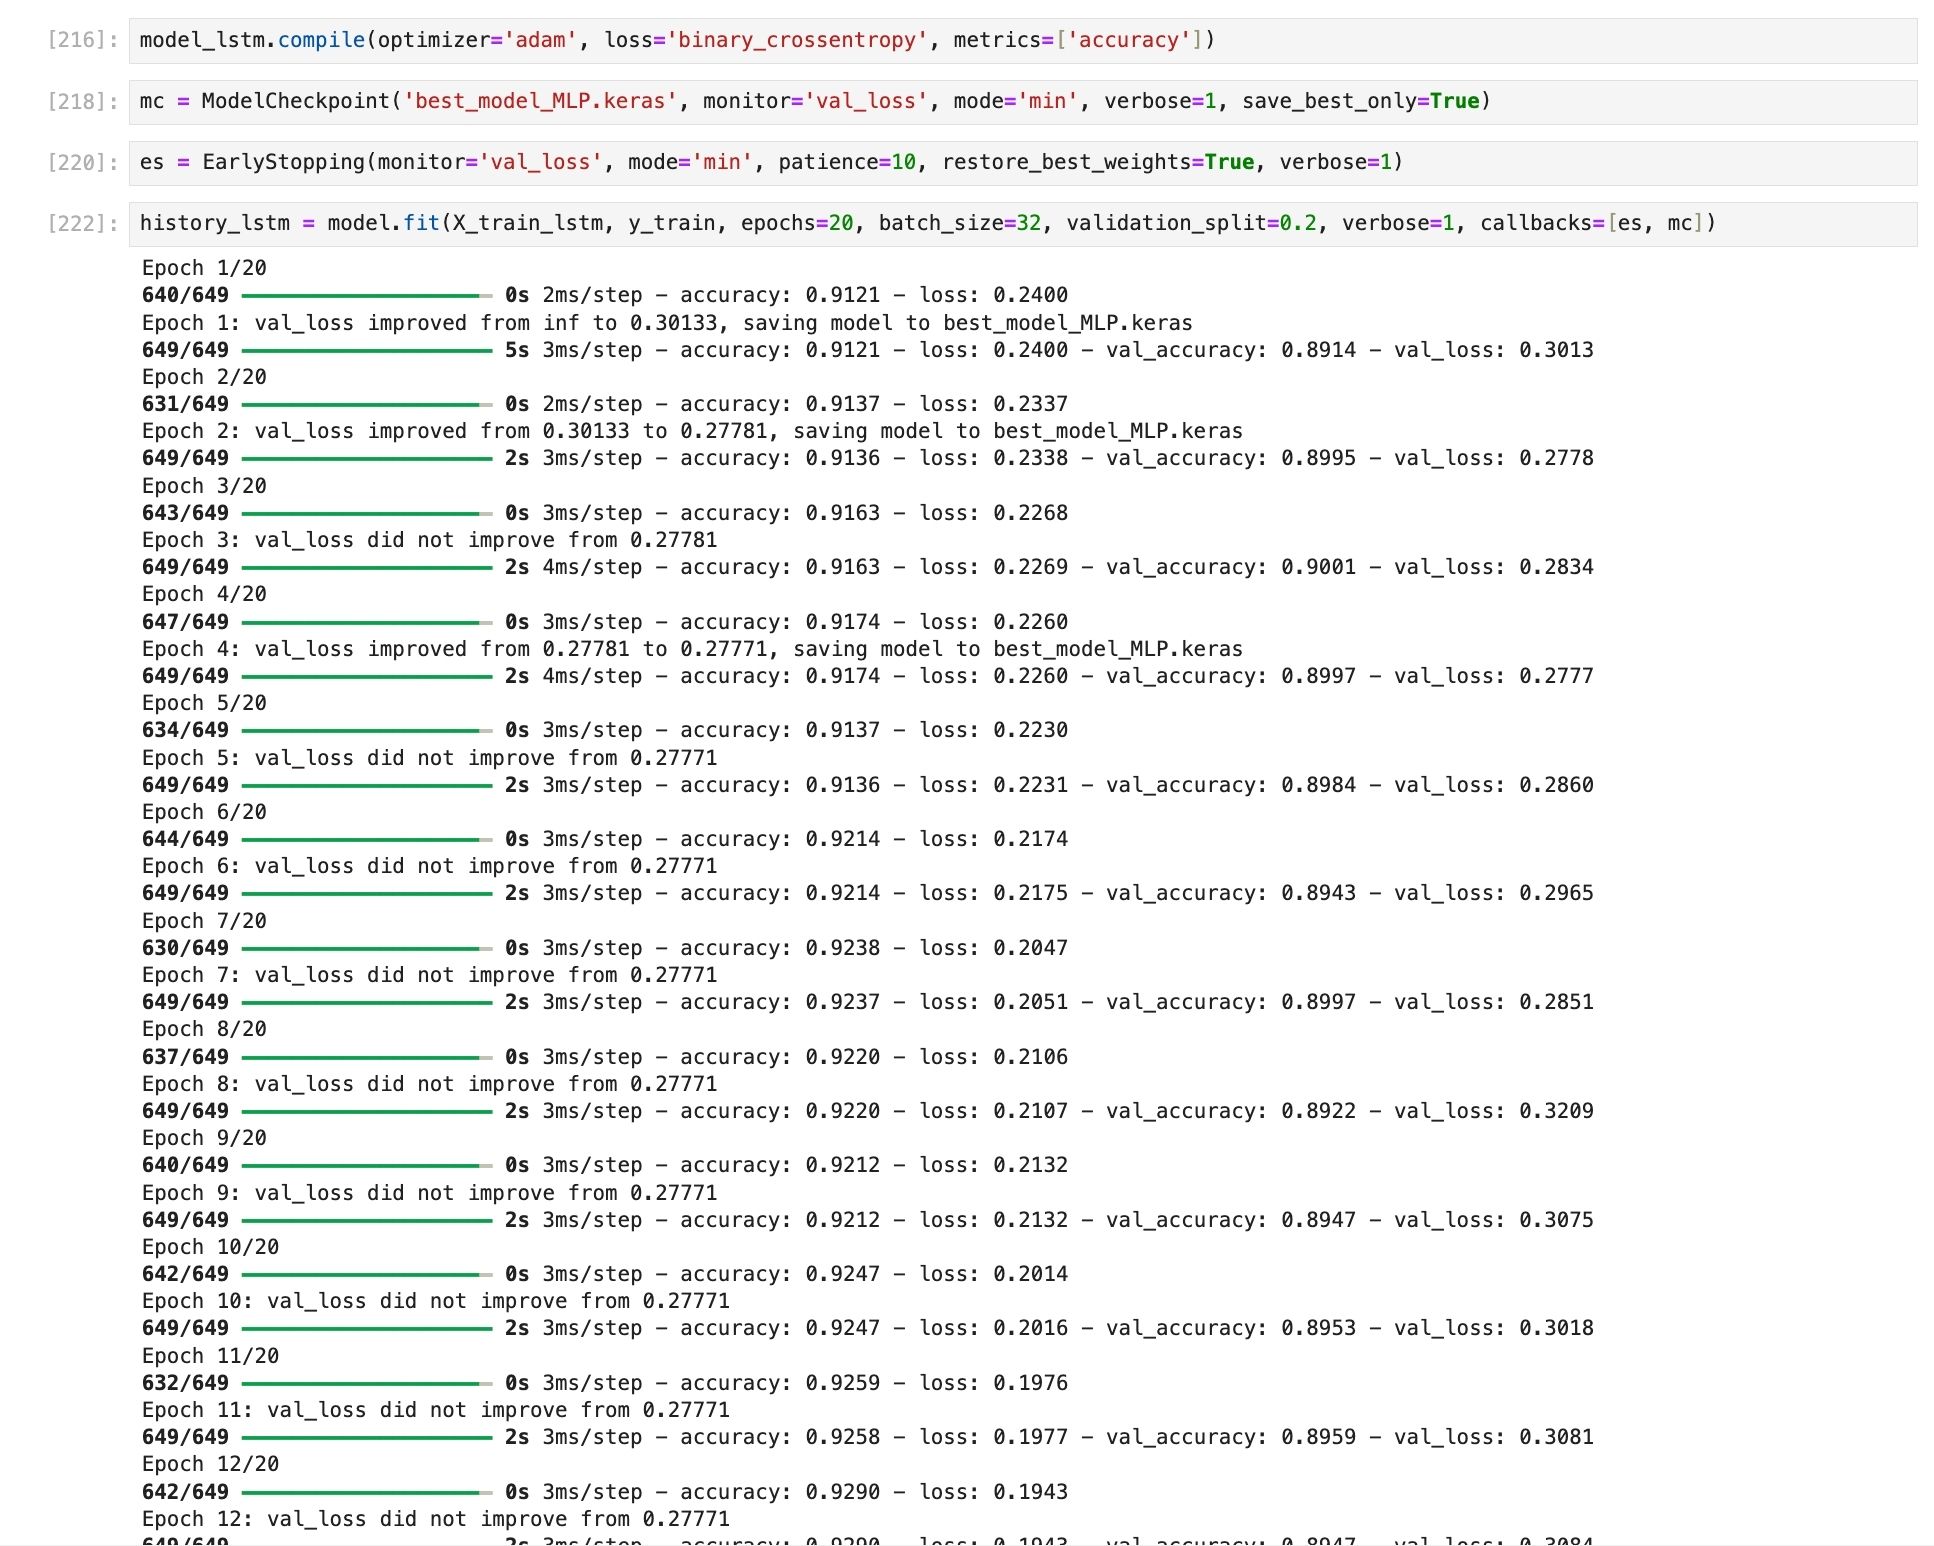 [216]: model_lstm.compile(optimizer='adam', loss='binary_crossentropy', metrics=['accuracy'])
[218]: mc = ModelCheckpoint('best_model_MLP.keras', monitor='val_loss', mode='min', verbose=1, save_best_only=True)
[220]: es = EarlyStopping(monitor='val_loss', mode='min', patience=10, restore_best_weights=True, verbose=1)
[222]: history_lstm = model.fit(X_train_lstm, y_train, epochs=20, batch_size=32, validation_split=0.2, verbose=1, callbacks=[es, mc])
Epoch 1/20
640/649 0s 2ms/step – accuracy: 0.9121 – loss: 0.2400
Epoch 1: val_loss improved from inf to 0.30133, saving model to best_model_MLP.keras
649/649 5s 3ms/step – accuracy: 0.9121 – loss: 0.2400 – val_accuracy: 0.8914 – val_loss: 0.3013
Epoch 2/20
631/649 0s 2ms/step – accuracy: 0.9137 – loss: 0.2337
Epoch 2: val_loss improved from 0.30133 to 0.27781, saving model to best_model_MLP.keras
649/649 2s 3ms/step – accuracy: 0.9136 – loss: 0.2338 – val_accuracy: 0.8995 – val_loss: 0.2778
Epoch 3/20
643/649 0s 3ms/step – accuracy: 0.9163 – loss: 0.2268
Epoch 3: val_loss did not improve from 0.27781
649/649 2s 4ms/step – accuracy: 0.9163 – loss: 0.2269 – val_accuracy: 0.9001 – val_loss: 0.2834
Epoch 4/20
647/649 0s 3ms/step – accuracy: 0.9174 – loss: 0.2260
Epoch 4: val_loss improved from 0.27781 to 0.27771, saving model to best_model_MLP.keras
649/649 2s 4ms/step – accuracy: 0.9174 – loss: 0.2260 – val_accuracy: 0.8997 – val_loss: 0.2777
Epoch 5/20
634/649 0s 3ms/step – accuracy: 0.9137 – loss: 0.2230
Epoch 5: val_loss did not improve from 0.27771
649/649 2s 3ms/step – accuracy: 0.9136 – loss: 0.2231 – val_accuracy: 0.8984 – val_loss: 0.2860
Epoch 6/20
644/649 0s 3ms/step – accuracy: 0.9214 – loss: 0.2174
Epoch 6: val_loss did not improve from 0.27771
649/649 2s 3ms/step – accuracy: 0.9214 – loss: 0.2175 – val_accuracy: 0.8943 – val_loss: 0.2965
Epoch 7/20
630/649 0s 3ms/step – accuracy: 0.9238 – loss: 0.2047
Epoch 7: val_loss did not improve from 0.27771
649/649 2s 3ms/step – accuracy: 0.9237 – loss: 0.2051 – val_accuracy: 0.8997 – val_loss: 0.2851
Epoch 8/20
637/649 0s 3ms/step – accuracy: 0.9220 – loss: 0.2106
Epoch 8: val_loss did not improve from 0.27771
649/649 2s 3ms/step – accuracy: 0.9220 – loss: 0.2107 – val_accuracy: 0.8922 – val_loss: 0.3209
Epoch 9/20
640/649 0s 3ms/step – accuracy: 0.9212 – loss: 0.2132
Epoch 9: val_loss did not improve from 0.27771
649/649 2s 3ms/step – accuracy: 0.9212 – loss: 0.2132 – val_accuracy: 0.8947 – val_loss: 0.3075
Epoch 10/20
642/649 0s 3ms/step – accuracy: 0.9247 – loss: 0.2014
Epoch 10: val_loss did not improve from 0.27771
649/649 2s 3ms/step – accuracy: 0.9247 – loss: 0.2016 – val_accuracy: 0.8953 – val_loss: 0.3018
Epoch 11/20
632/649 0s 3ms/step – accuracy: 0.9259 – loss: 0.1976
Epoch 11: val_loss did not improve from 0.27771
649/649 2s 3ms/step – accuracy: 0.9258 – loss: 0.1977 – val_accuracy: 0.8959 – val_loss: 0.3081
Epoch 12/20
642/649 0s 3ms/step – accuracy: 0.9290 – loss: 0.1943
Epoch 12: val_loss did not improve from 0.27771
649/649 2s 3ms/step – accuracy: 0.9290 – loss: 0.1943 – val_accuracy: 0.8947 – val_loss: 0.3084